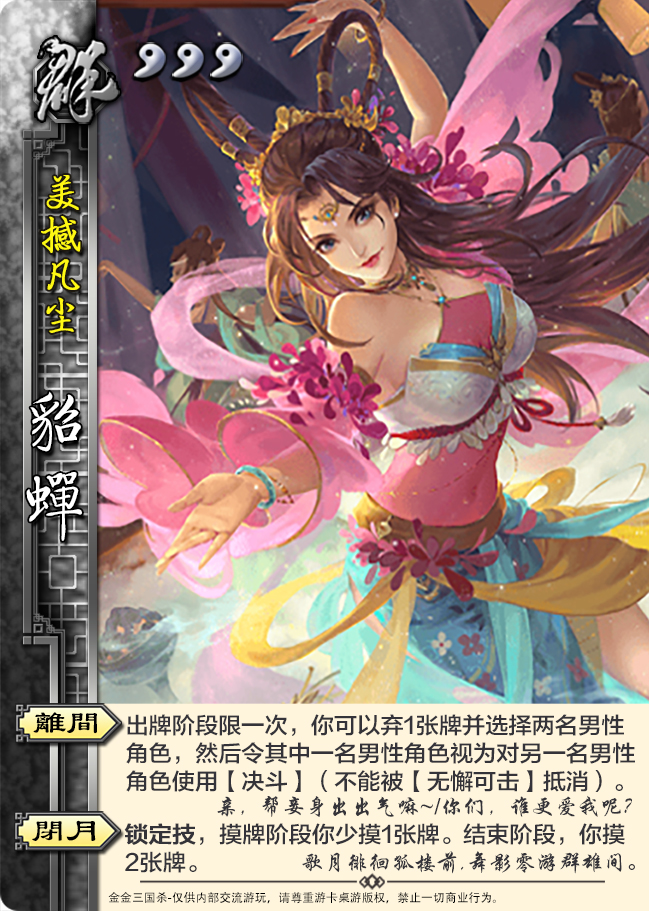 群
美撼凡尘
貂蟬
離間
出牌阶段限一次，你可以弃1张牌并选择两名男性
角色，然后令其中一名男性角色视为对另一名男性
角色使用【决斗】（不能被【无懈可击】抵消）。
亲，帮妾身出出气嘛~/你们，谁更爱我呢？
閉月
锁定技，摸牌阶段你少摸1张牌。结束阶段，你摸
2张牌。
歌月徘徊孤楼前，舞影零游群雄间。
金金三国杀-仅供内部交流游玩，请尊重游卡桌游版权，禁止一切商业行为。